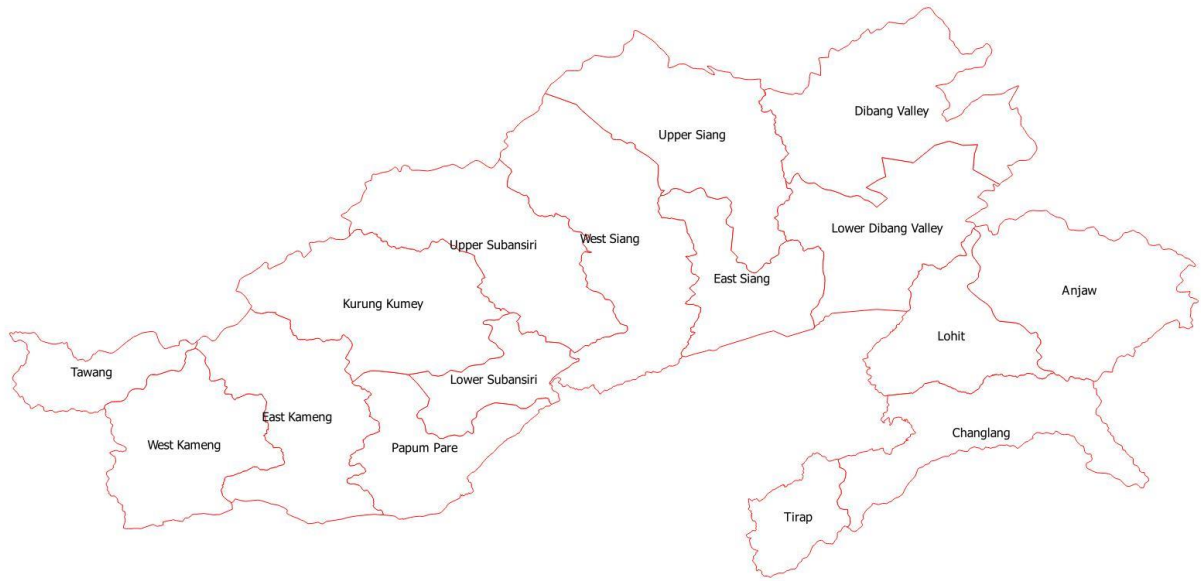 Dibang Valley
Upper Siang
Lower Dibang Valley
West Siang
Upper Subansiri
East Siang
Anjaw
Kurung Kumey
Lohit
Tawang
Lower Subansiri
East Kameng
Changlang
West Kameng
Papum Pare
Tirap